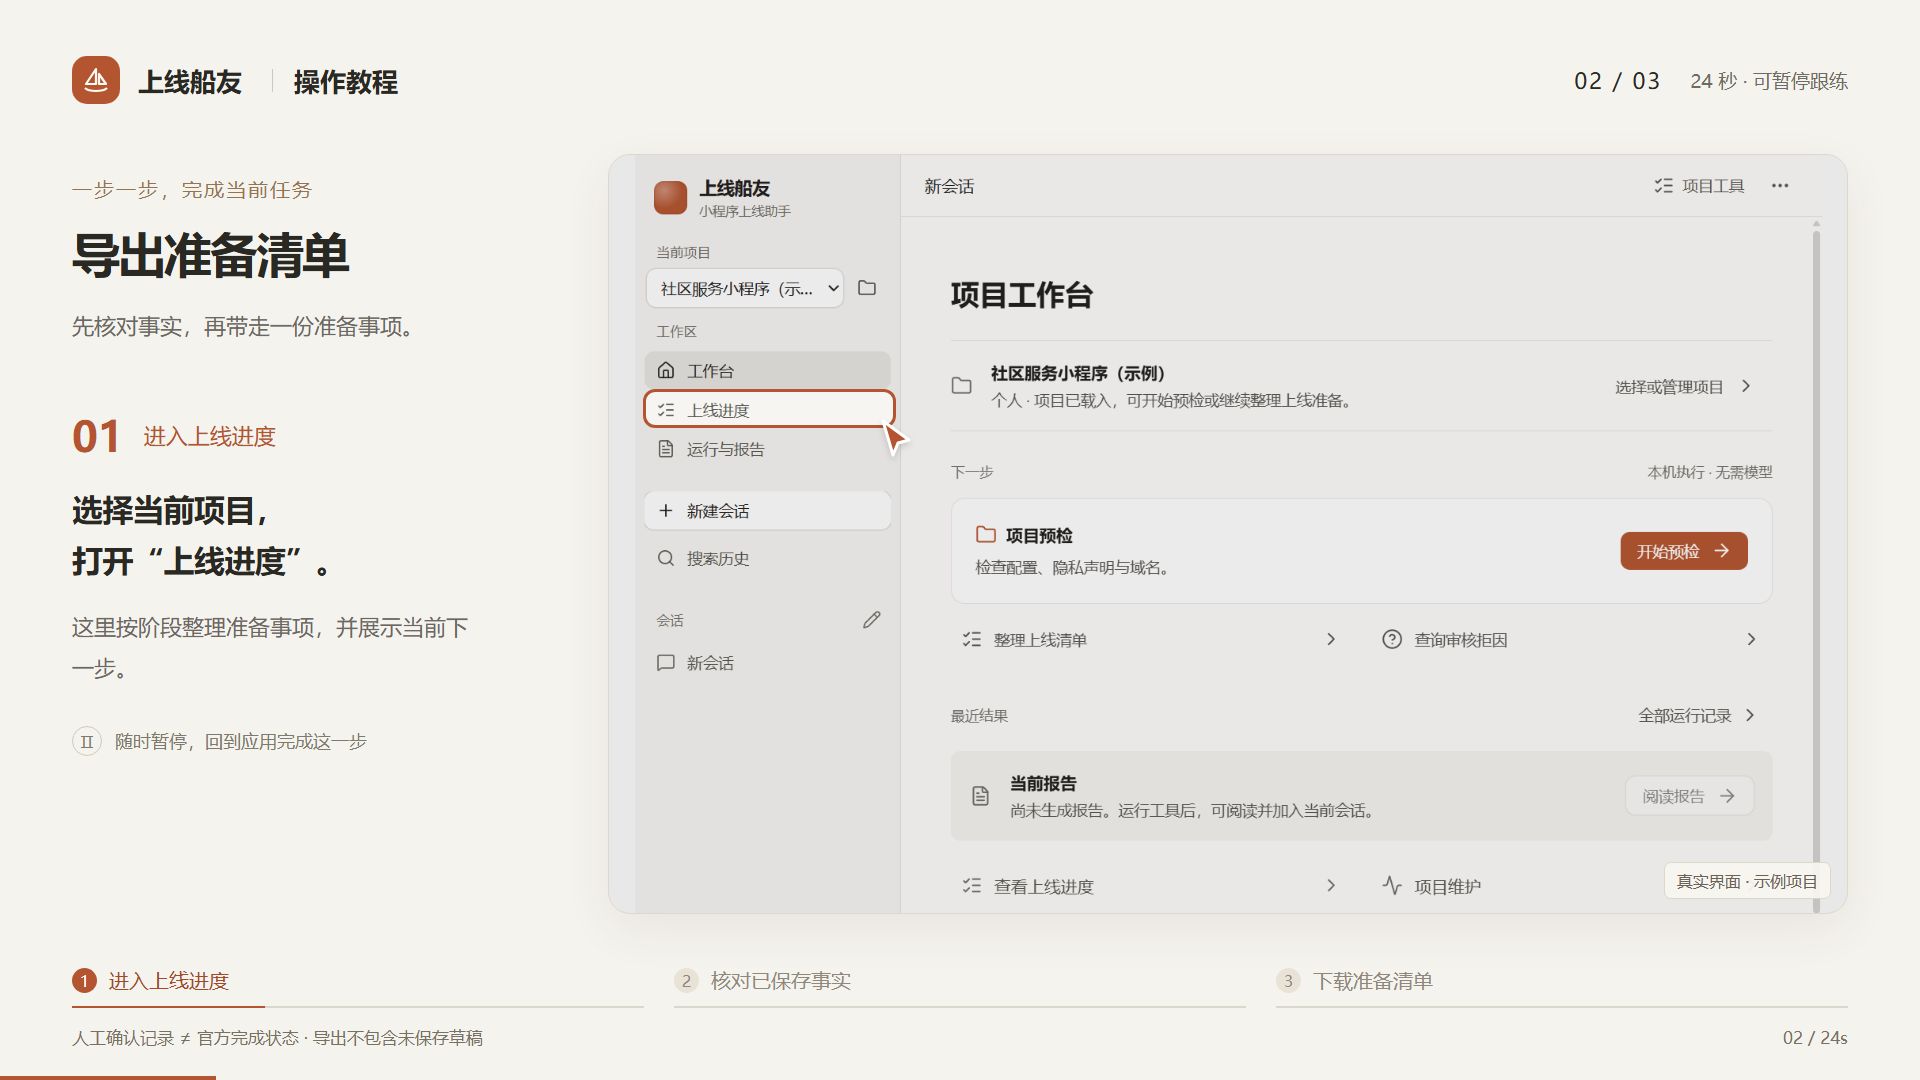 上线船友
操作教程
02 / 03
24 秒 · 可暂停跟练
一步一步，完成当前任务
导出准备清单
先核对事实，再带走一份准备事项。
01 进入上线进度
选择当前项目，
打开“上线进度”。
这里按阶段整理准备事项，并展示当前下
一步。
随时暂停，回到应用完成这一步
上线船友
小程序上线助手
当前项目
社区服务小程序（示...
工作区
工作台
上线进度
运行与报告
新建会话
搜索历史
会话
新会话
新会话
项目工具
项目工作台
社区服务小程序（示例）
个人 · 项目已载入，可开始预检或继续整理上线准备。
选择或管理项目
下一步
本机执行 · 无需模型
项目预检
检查配置、隐私声明与域名。
开始预检
整理上线清单
查询审核拒因
最近结果
全部运行记录
当前报告
尚未生成报告。运行工具后，可阅读并加入当前会话。
阅读报告
查看上线进度
项目维护
真实界面 · 示例项目
1 进入上线进度
2 核对已保存事实
3 下载准备清单
人工确认记录 ≠ 官方完成状态 · 导出不包含未保存草稿
02 / 24s